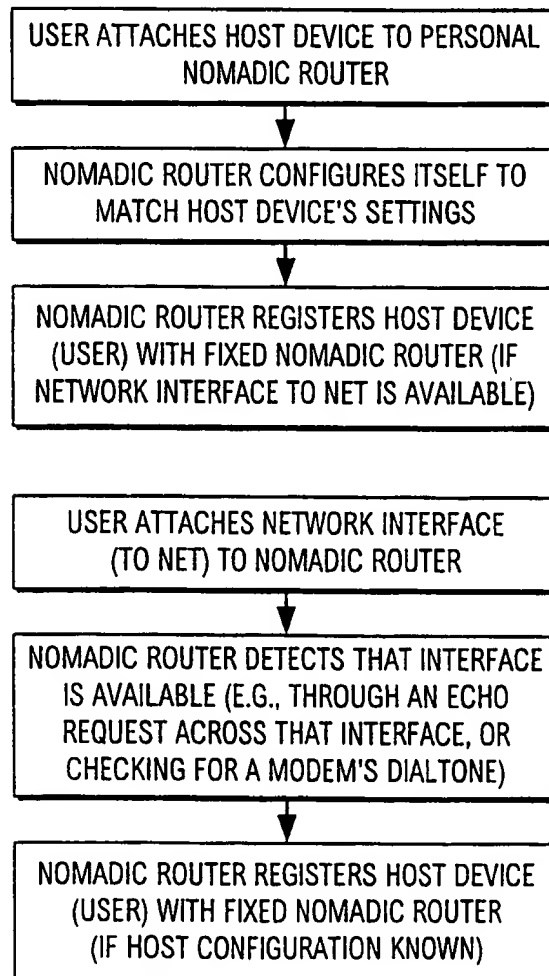 USER ATTACHES HOST DEVICE TO PERSONAL
NOMADIC ROUTER
NOMADIC ROUTER CONFIGURES ITSELF TO
MATCH HOST DEVICE'S SETTINGS
NOMADIC ROUTER REGISTERS HOST DEVICE
(USER) WITH FIXED NOMADIC ROUTER (IF
NETWORK INTERFACE TO NET IS AVAILABLE)
USER ATTACHES NETWORK INTERFACE
(TO NET) TO NOMADIC ROUTER
NOMADIC ROUTER DETECTS THAT INTERFACE
IS AVAILABLE (E.G., THROUGH AN ECHO
REQUEST ACROSS THAT INTERFACE, OR
CHECKING FOR A MODEM'S DIALTONE)
NOMADIC ROUTER REGISTERS HOST DEVICE
(USER) WITH FIXED NOMADIC ROUTER
(IF HOST CONFIGURATION KNOWN)